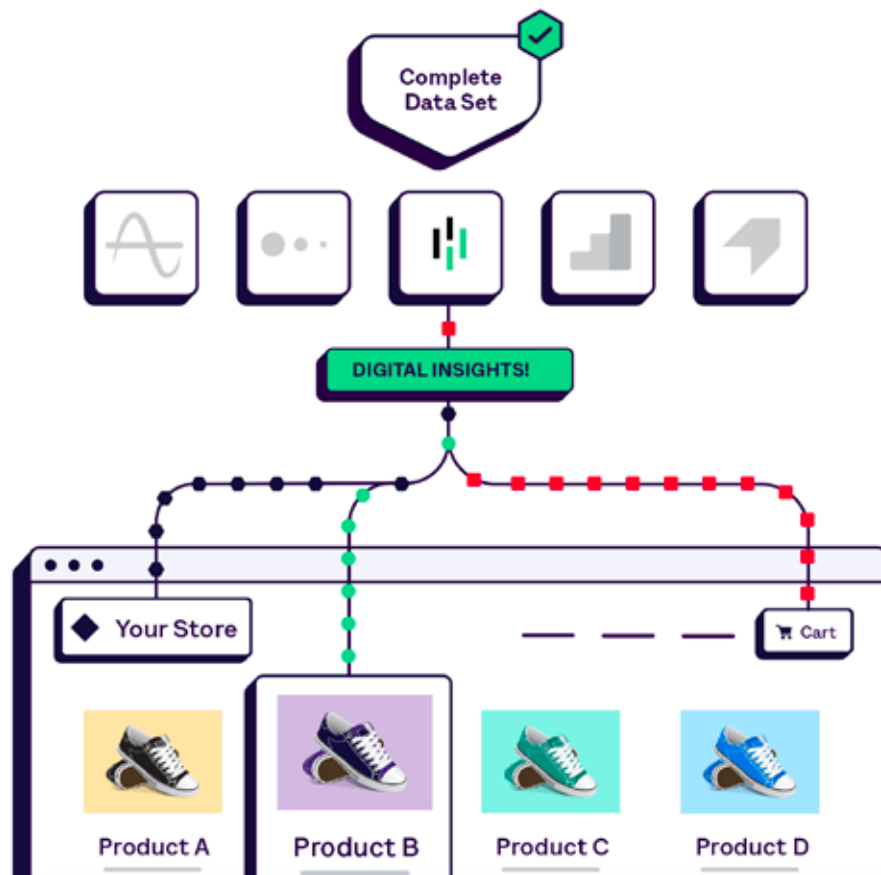 Complete
Data Set
DIGITAL INSIGHTS!
Your Store
Cart
Product A
Product B
Product C
Product D